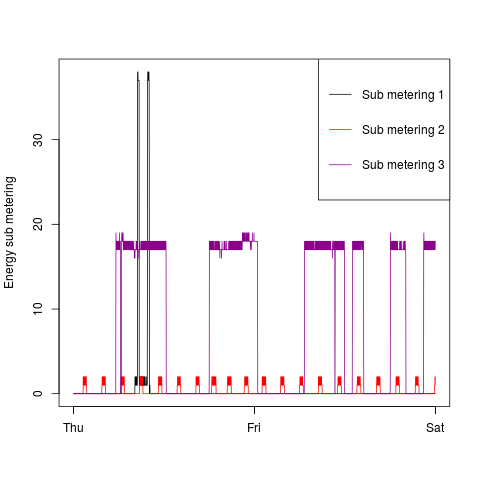 Sub metering 1
Sub metering 2
Sub metering 3
Energy sub metering
30
20
10
0
Thu
Fri
Sat